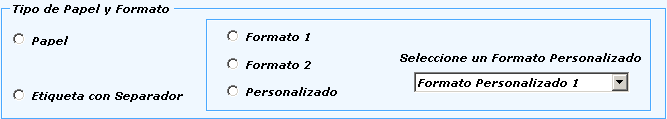 Tipo de Papel y Formato
Papel
Etiqueta con Separador
Formato 1
Formato 2
Personalizado
Seleccione un Formato Personalizado
Formato Personalizado 1